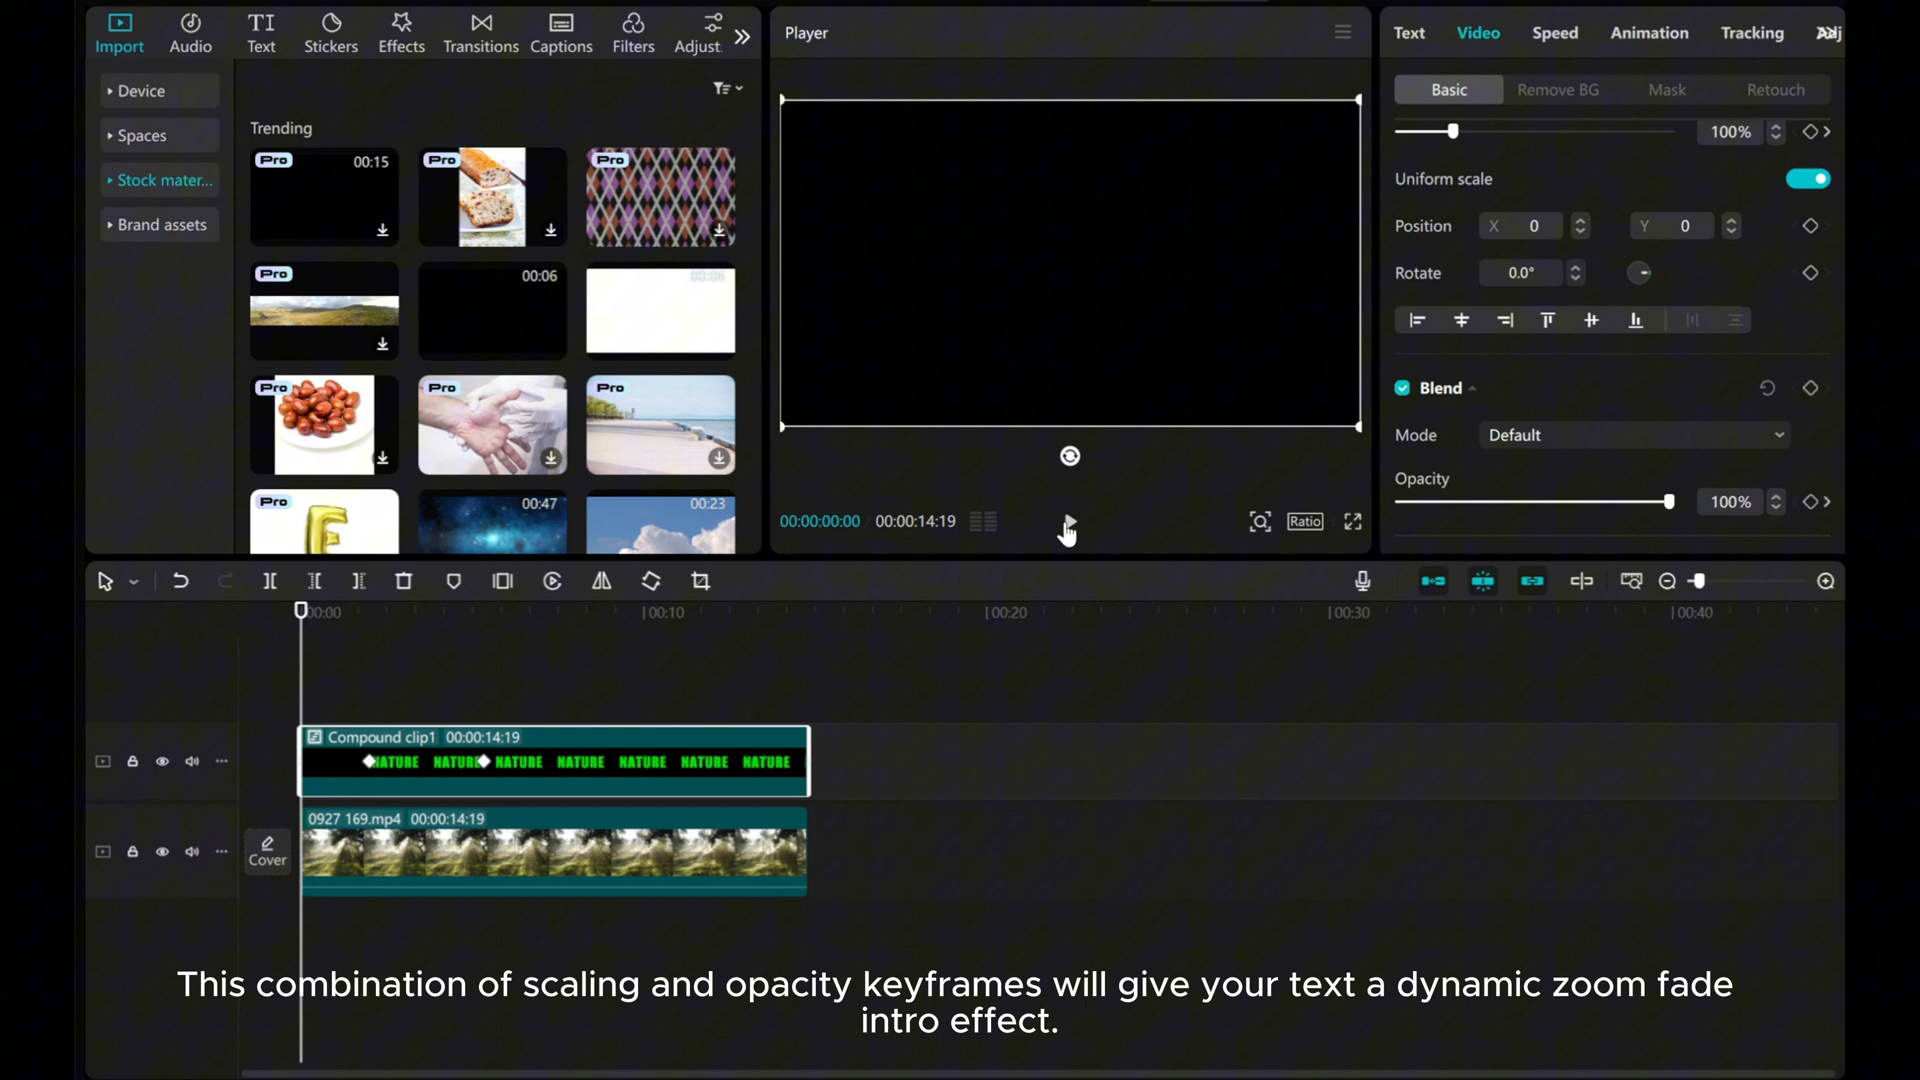 Import
Audio
Text
Stickers
Effects
Transitions
Captions
Filters
Adjust
Device
Spaces
Stock mater...
Brand assets
Trending
Pro
00:15
Pro
Pro
Pro
00:06
00:06
Pro
Pro
Pro
Pro
00:47
00:23
Player
00:00:00:00
00:00:14:19
Ratio
Text
Video
Speed
Animation
Tracking
Adj
Basic
Remove BG
Mask
Retouch
100%
Uniform scale
Position
X 0
Y 0
Rotate
0.0°
Blend
Mode
Default
Opacity
100%
00:00
00:10
00:20
00:30
00:40
Compound clip1 00:00:14:19
NATURE NATURE NATURE NATURE NATURE NATURE NATURE
Cover
0927 169.mp4 00:00:14:19
This combination of scaling and opacity keyframes will give your text a dynamic zoom fade
intro effect.